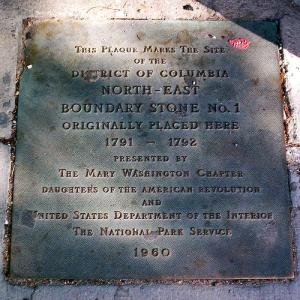 THIS PLAQUE MARKS THE SITE
OF THE
DISTRICT OF COLUMBIA
NORTH-EAST
BOUNDARY STONE NO. 1
ORIGINALLY PLACED HERE
1791 – 1792
PRESENTED BY
THE MARY WASHINGTON CHAPTER
DAUGHTERS OF THE AMERICAN REVOLUTION
AND
UNITED STATES DEPARTMENT OF THE INTERIOR
THE NATIONAL PARK SERVICE
1960